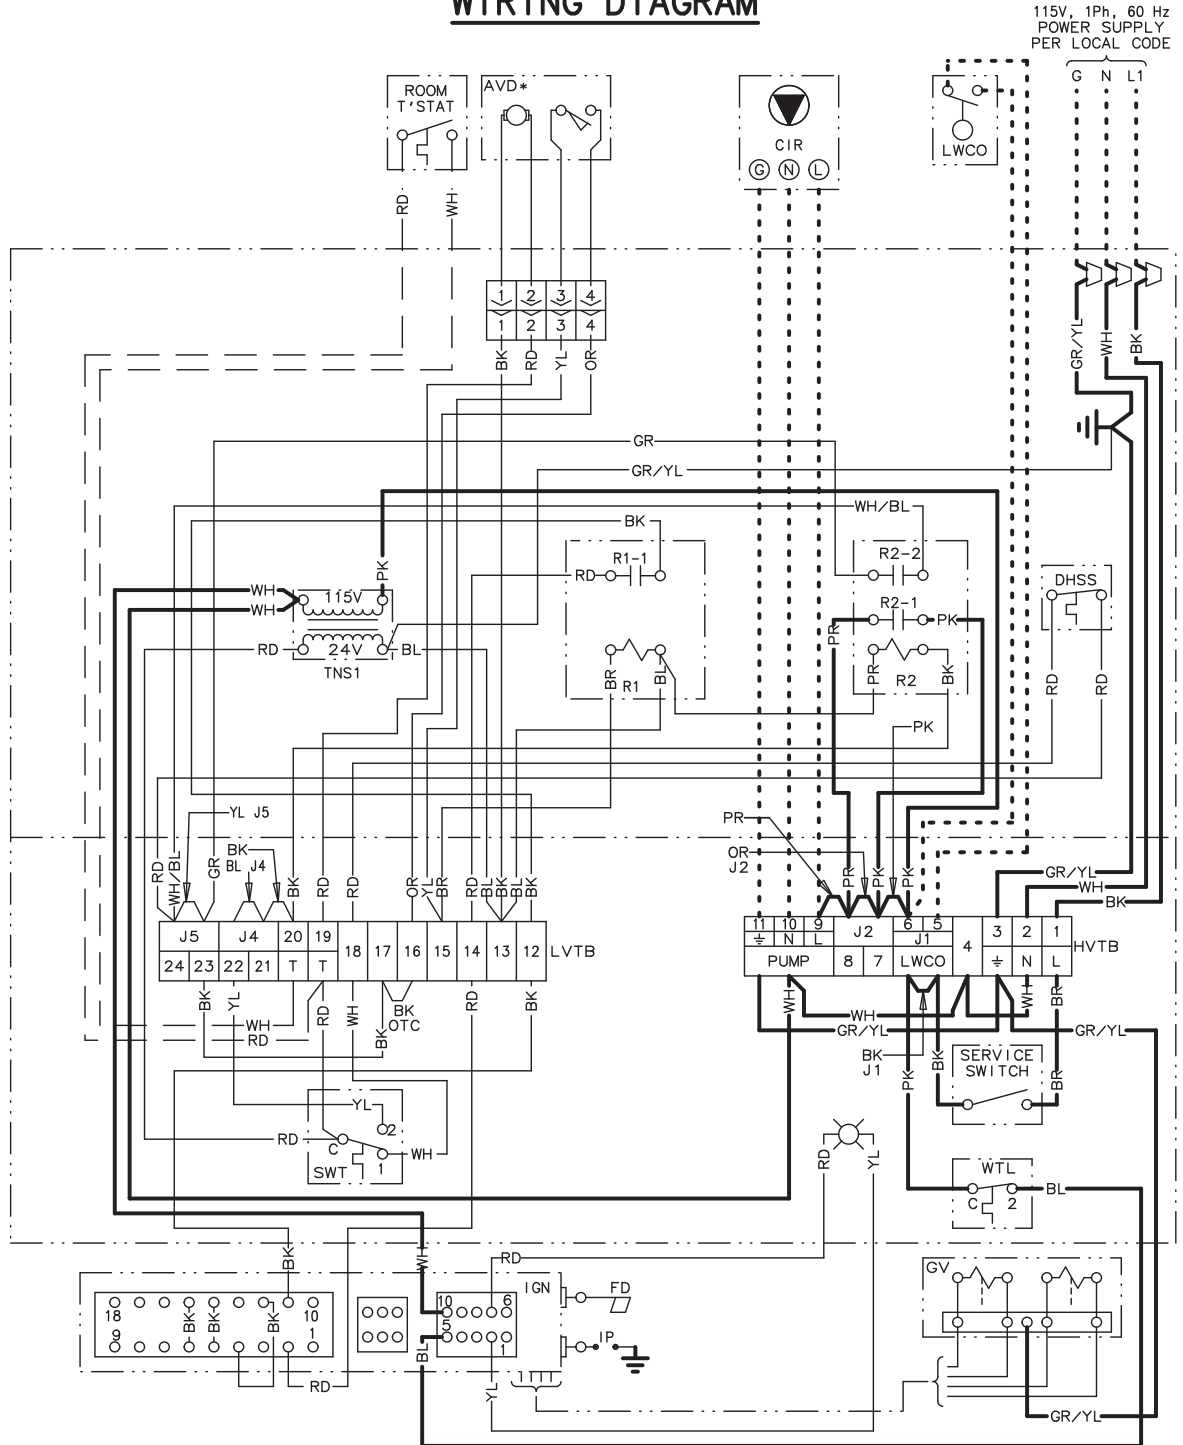 WIRING DIAGRAM
115V, 1Ph, 60 Hz
POWER SUPPLY
PER LOCAL CODE
G N L1
ROOM
T'STAT
AVD*
CIR
G N L
LWCO
RD WH
1 2 3 4
1 2 3 4
BK RD YL OR
GR/YL WH BK
GR
GR/YL
WH/BL
BK
R1-1
RD
R2-2
R2-1
PR PK
DHSS
PK
WH
WH
115V
RD 24V BL
TNS1
BR BL
R1
PR BK
R2
RD RD
PK
YL J5
BK
BL J4
PR
OR
J2
RD WH/BL GR BK RD RD OR YL BR RD BL BK BL BK
PR PK PK
GR/YL
WH
BK
J5 J4 20 19 18 17 16 15 14 13 12 LVTB
24 23 22 21 T T
11 10 9 J2 6 5 4 3 2 1 HVTB
N L J1
PUMP 8 7 LWCO N L
BK YL RD WH BK RD BK
BK
OTC
WH
RD
WH WH BR
WH
GR/YL GR/YL
BK
J1
PK BK
SERVICE
SWITCH
BR
YL
2
RD C
1 WH
SWT
RD YL
WTL
C 2 BL
BK WH RD
IGN FD
GV
18 10
9 1
BK BK BK
10 6
5 1
IP
BL
RD YL
GR/YL